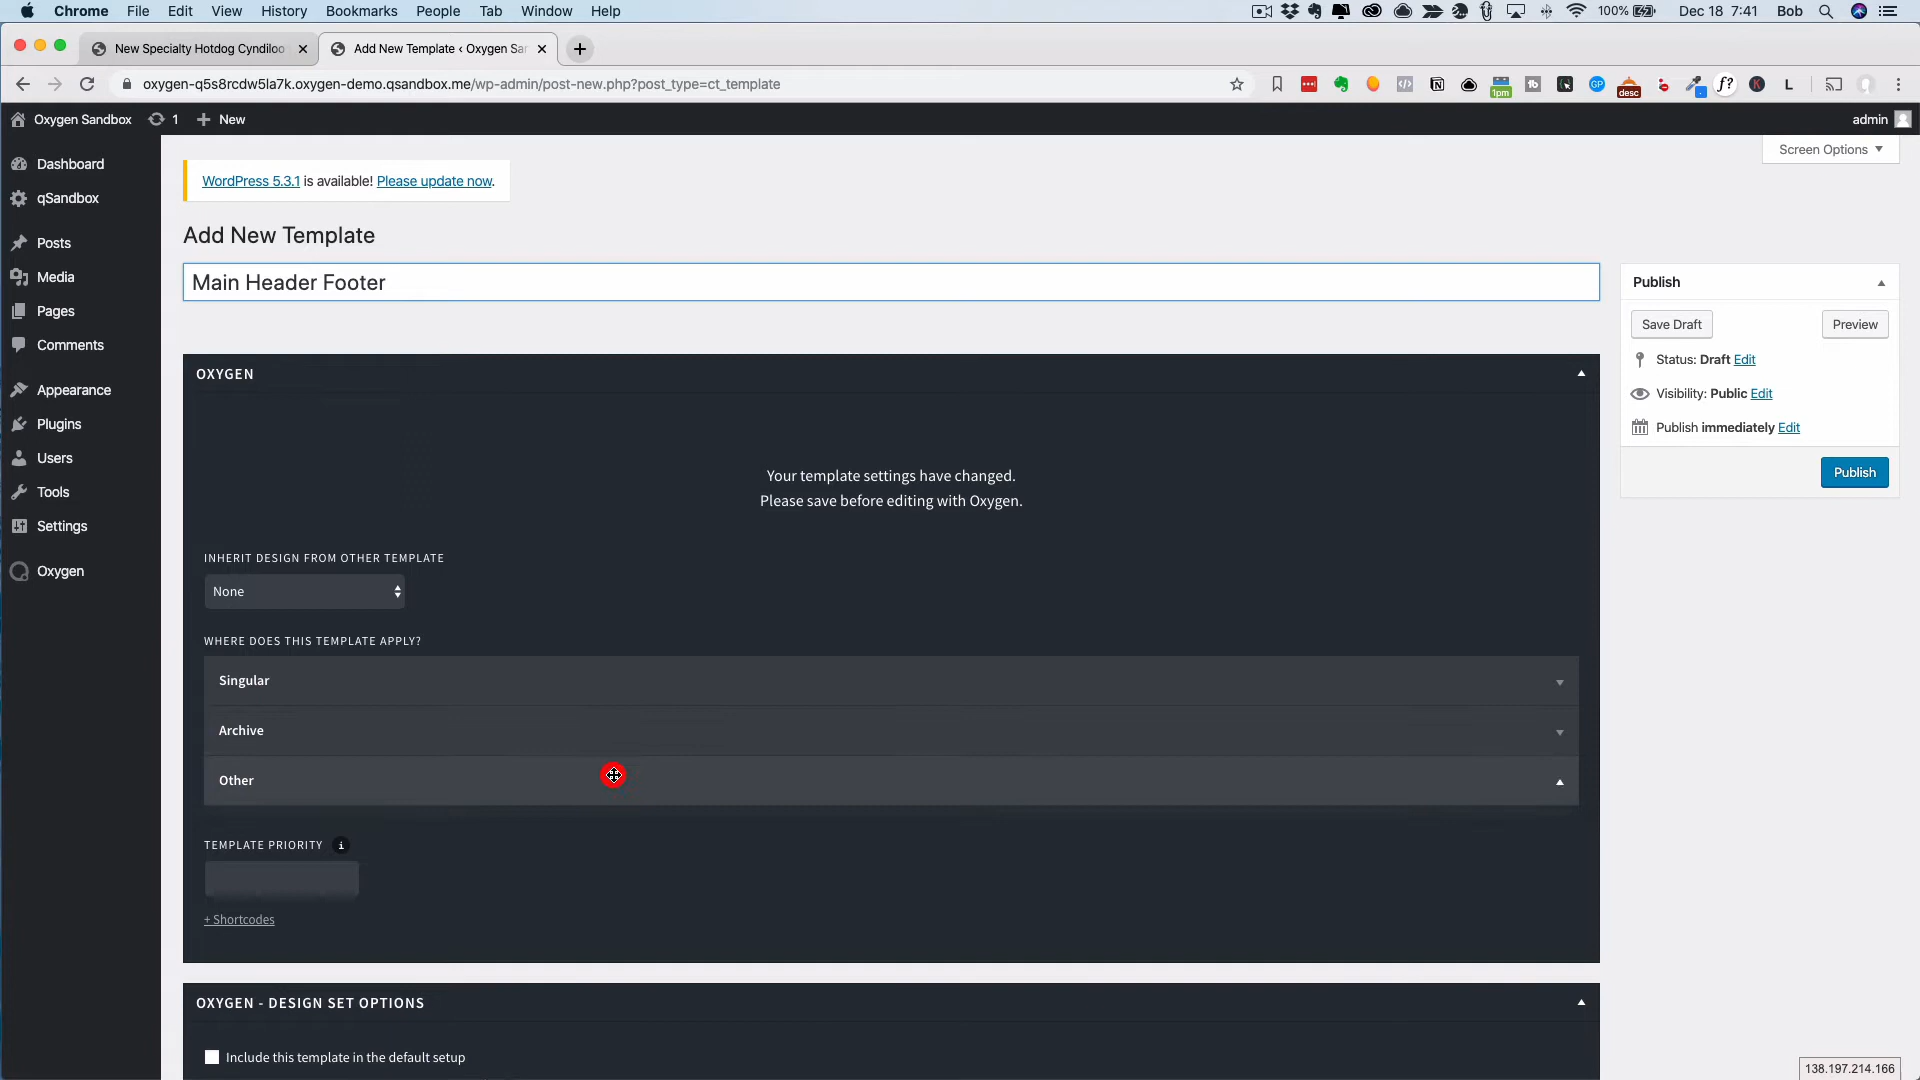 Chrome File Edit View History Bookmarks People Tab Window Help 100% Dec 18 7:41 Bob
New Specialty Hotdog Cyndiloo
Add New Template ‹ Oxygen Sar
oxygen-q5s8rcdw5la7k.oxygen-demo.qsandbox.me/wp-admin/post-new.php?post_type=ct_template
1pm
tb
GP
desc
f?
K
L
Oxygen Sandbox 1 + New admin
Screen Options
Dashboard
qSandbox
Posts
Media
Pages
Comments
Appearance
Plugins
Users
Tools
Settings
Oxygen
WordPress 5.3.1 is available! Please update now.
Add New Template
Main Header Footer
OXYGEN
Your template settings have changed.
Please save before editing with Oxygen.
INHERIT DESIGN FROM OTHER TEMPLATE
None
WHERE DOES THIS TEMPLATE APPLY?
Singular
Archive
Other
TEMPLATE PRIORITY i
+ Shortcodes
OXYGEN - DESIGN SET OPTIONS
Include this template in the default setup
Publish
Save Draft Preview
Status: Draft Edit
Visibility: Public Edit
Publish immediately Edit
Publish
138.197.214.166